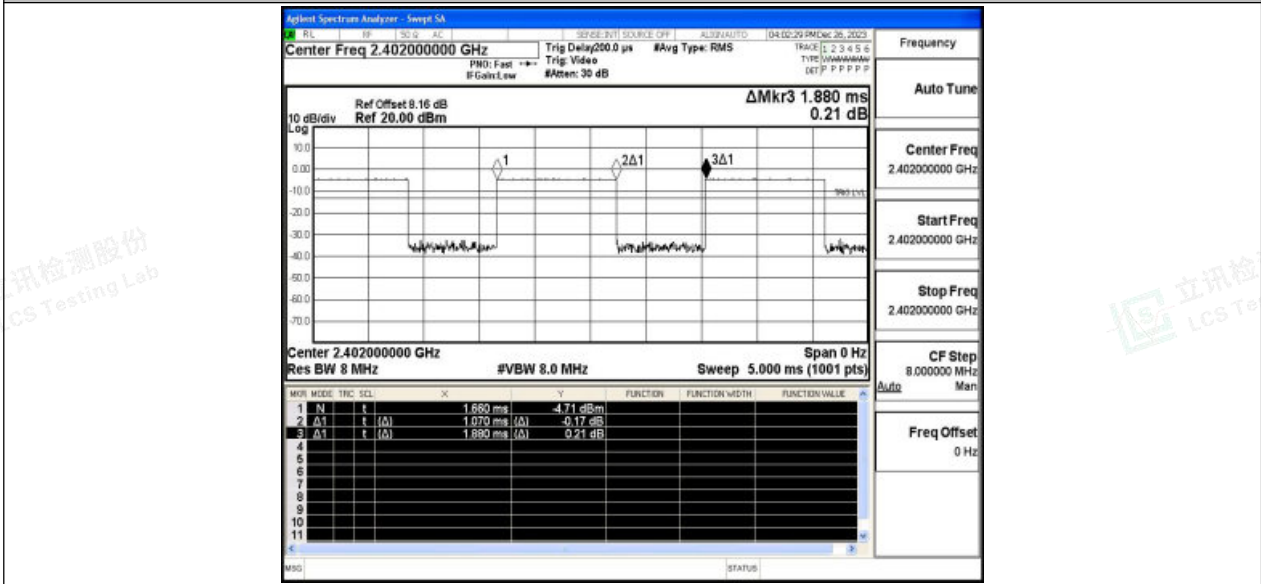 Agilent Spectrum Analyzer - Swept SA
RL RF 50 Ω AC SENSE:INT SOURCE OFF ALIGNAUTO 04:02:29 PM Dec 26, 2023
Center Freq 2.402000000 GHz
PNO: Fast
IFGain:Low
Trig Delay200.0 µs
Trig: Video
#Atten: 30 dB
#Avg Type: RMS
TRACE 1 2 3 4 5 6
TYPE
DET P P P P P P
ΔMkr3 1.880 ms
0.21 dB
Ref Offset 8.16 dB
10 dB/div Ref 20.00 dBm
Log
10.0
0.00
-10.0
-20.0
-30.0
-40.0
-50.0
-60.0
-70.0
1
2Δ1
3Δ1
TRIG LVL
Center 2.402000000 GHz Span 0 Hz
Res BW 8 MHz #VBW 8.0 MHz Sweep 5.000 ms (1001 pts)
MKR MODE TRC SCL X Y FUNCTION FUNCTION WIDTH FUNCTION VALUE
1 N t 1.660 ms -4.71 dBm
2 Δ1 t (Δ) 1.070 ms (Δ) -0.17 dB
3 Δ1 t (Δ) 1.880 ms (Δ) 0.21 dB
4
5
6
7
8
9
10
11
MSG STATUS
Frequency
Auto Tune
Center Freq
2.402000000 GHz
Start Freq
2.402000000 GHz
Stop Freq
2.402000000 GHz
CF Step
8.000000 MHz
Auto Man
Freq Offset
0 Hz
讯检测股份
LCS Testing Lab
立讯检
LCS Te